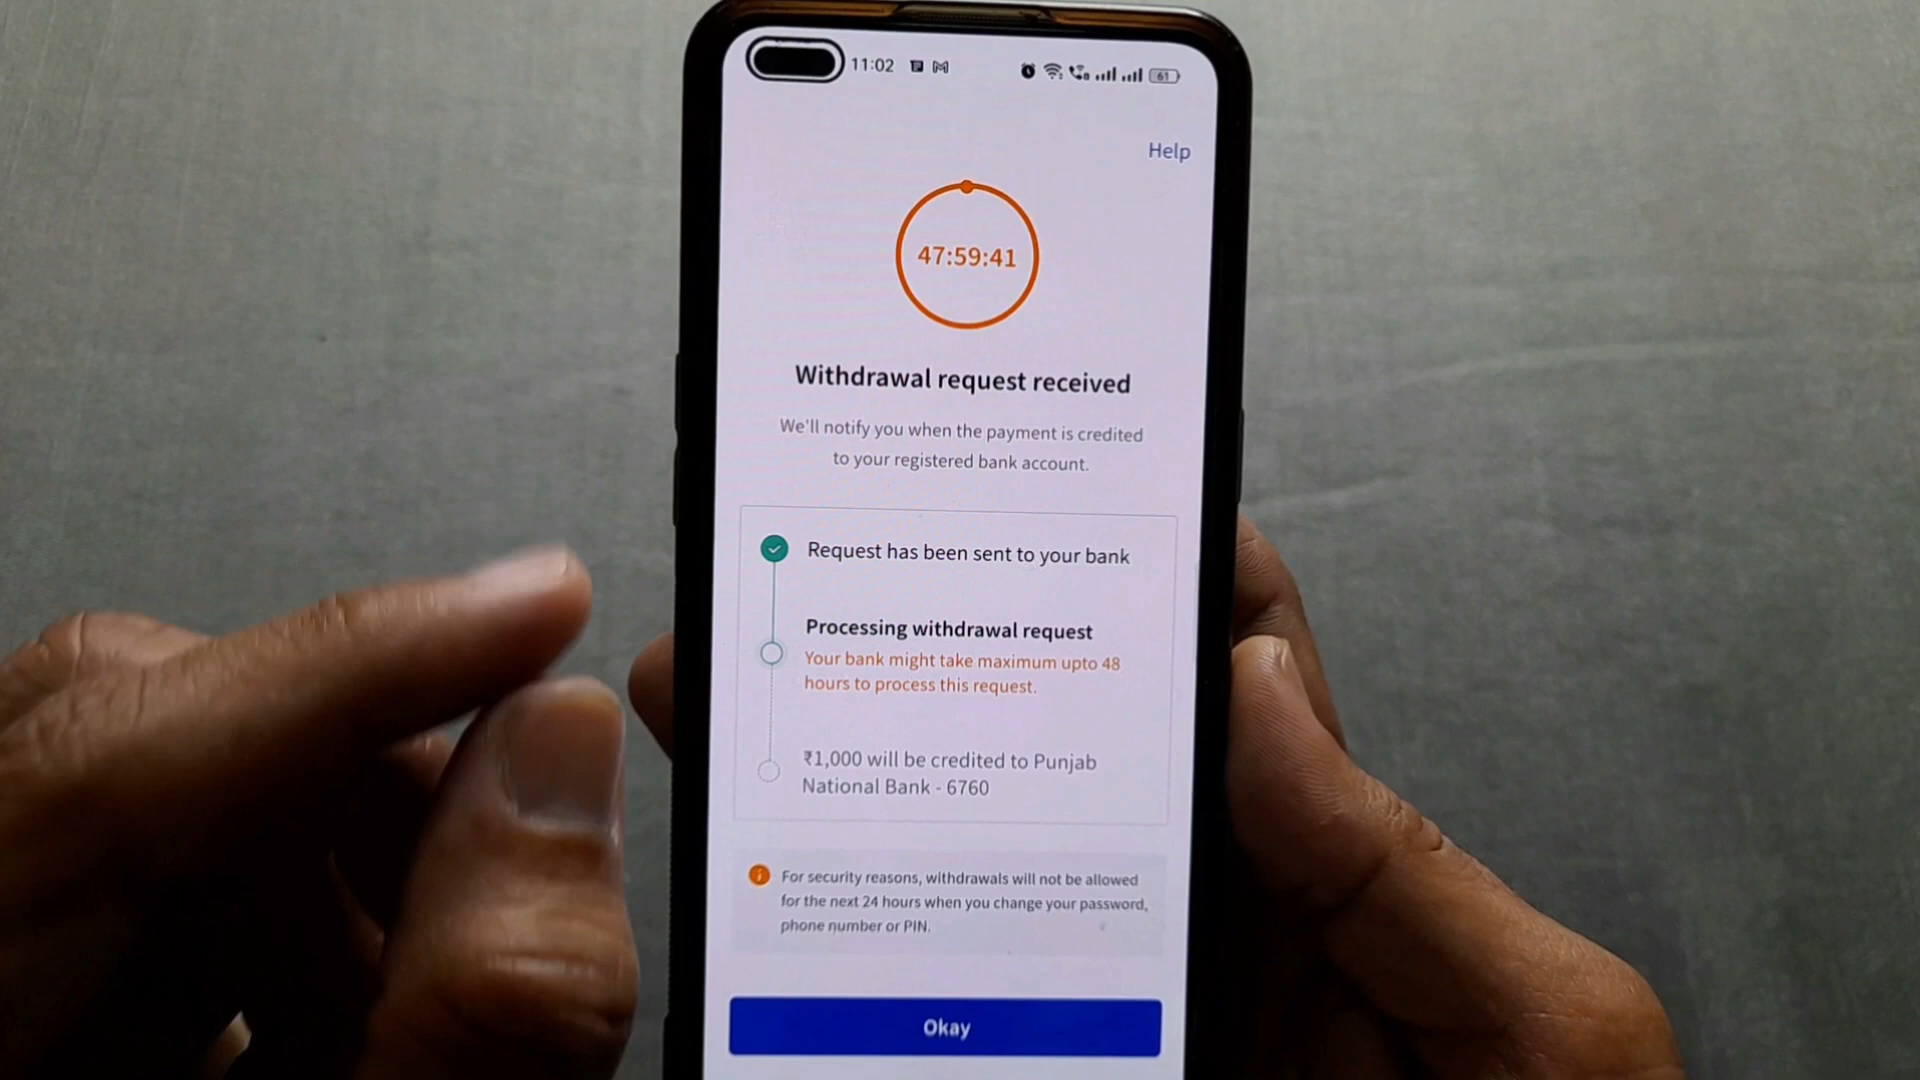 11:02
61
Help
47:59:41
Withdrawal request received
We'll notify you when the payment is credited
to your registered bank account.
Request has been sent to your bank
Processing withdrawal request
Your bank might take maximum upto 48
hours to process this request.
₹1,000 will be credited to Punjab
National Bank - 6760
For security reasons, withdrawals will not be allowed
for the next 24 hours when you change your password,
phone number or PIN.
Okay